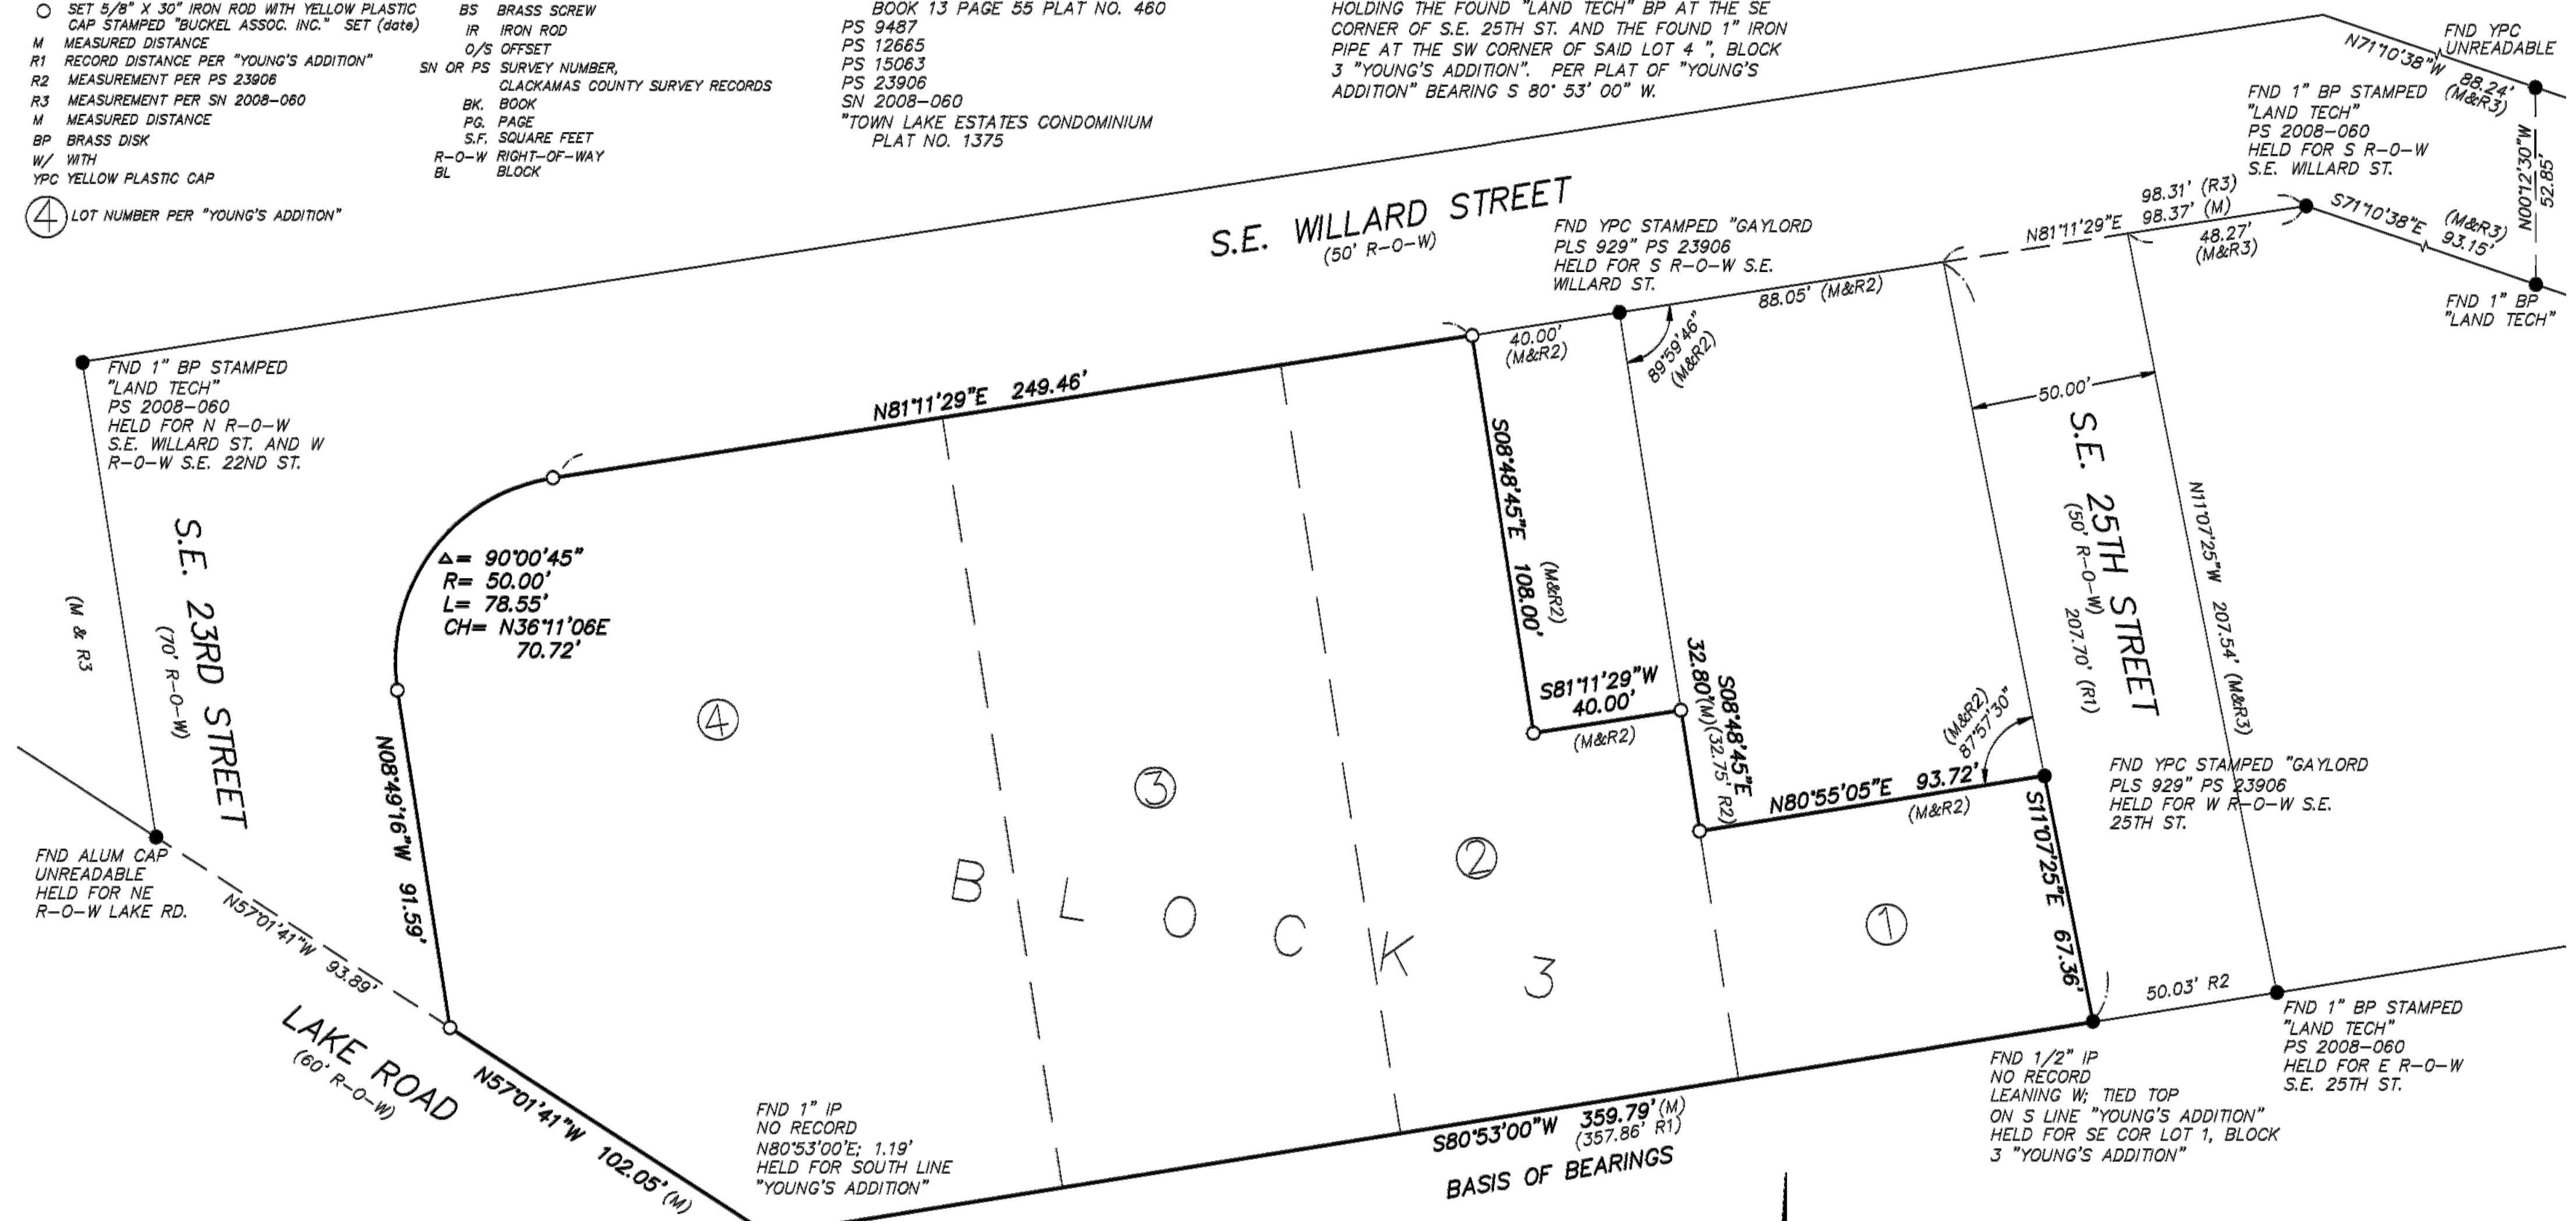 SET 5/8" X 30" IRON ROD WITH YELLOW PLASTIC
CAP STAMPED "BUCKEL ASSOC. INC." SET (date)
M MEASURED DISTANCE
R1 RECORD DISTANCE PER "YOUNG'S ADDITION"
R2 MEASUREMENT PER PS 23906
R3 MEASUREMENT PER SN 2008-060
M MEASURED DISTANCE
BP BRASS DISK
W/ WITH
YPC YELLOW PLASTIC CAP
4 LOT NUMBER PER "YOUNG'S ADDITION"
BS BRASS SCREW
IR IRON ROD
O/S OFFSET
SN OR PS SURVEY NUMBER,
CLACKAMAS COUNTY SURVEY RECORDS
BK. BOOK
PG. PAGE
S.F. SQUARE FEET
R-O-W RIGHT-OF-WAY
BL BLOCK
BOOK 13 PAGE 55 PLAT NO. 460
PS 9487
PS 12665
PS 15063
PS 23906
SN 2008-060
"TOWN LAKE ESTATES CONDOMINIUM
PLAT NO. 1375
HOLDING THE FOUND "LAND TECH" BP AT THE SE
CORNER OF S.E. 25TH ST. AND THE FOUND 1" IRON
PIPE AT THE SW CORNER OF SAID LOT 4 ", BLOCK
3 "YOUNG'S ADDITION". PER PLAT OF "YOUNG'S
ADDITION" BEARING S 80° 53' 00" W.
N71°10'38"W 88.24'
(M&R3)
FND YPC
UNREADABLE
N00°12'30"W
52.85'
FND 1" BP STAMPED
"LAND TECH"
PS 2008-060
HELD FOR S R-O-W
S.E. WILLARD ST.
S71°10'38"E 93.15'
(M&R3)
FND 1" BP
"LAND TECH"
98.31' (R3)
N81°11'29"E 98.37' (M)
48.27'
(M&R3)
S.E. WILLARD STREET
(50' R-O-W)
FND YPC STAMPED "GAYLORD
PLS 929" PS 23906
HELD FOR S R-O-W S.E.
WILLARD ST.
88.05' (M&R2)
40.00'
(M&R2)
89°59'46"
(M&R2)
FND 1" BP STAMPED
"LAND TECH"
PS 2008-060
HELD FOR N R-O-W
S.E. WILLARD ST. AND W
R-O-W S.E. 22ND ST.
N81°11'29"E 249.46'
50.00'
S.E. 25TH STREET
(50' R-O-W)
207.70' (R1)
N11°07'25"W 207.54' (M&R3)
S08°48'45"E 108.00'
(M&R2)
(M & R3)
S.E. 23RD STREET
(70' R-O-W)
Δ= 90°00'45"
R= 50.00'
L= 78.55'
CH= N36°11'06E
70.72'
S81°11'29"W
40.00'
(M&R2)
S08°48'45"E
32.80'(M)(32.75' R2)
(M&R2)
87°57'30"
N80°55'05"E 93.72'
(M&R2)
FND YPC STAMPED "GAYLORD
PLS 929" PS 23906
HELD FOR W R-O-W S.E.
25TH ST.
S11°07'25"E 67.36'
4
3
2
1
BLOCK 3
N08°49'16"W 91.59'
FND ALUM CAP
UNREADABLE
HELD FOR NE
R-O-W LAKE RD.
N57°01'41"W 93.89'
LAKE ROAD
(60' R-O-W)
N57°01'41"W 102.05' (M)
FND 1" IP
NO RECORD
N80°53'00'E; 1.19'
HELD FOR SOUTH LINE
"YOUNG'S ADDITION"
S80°53'00"W 359.79' (M)
(357.86' R1)
BASIS OF BEARINGS
50.03' R2
FND 1/2" IP
NO RECORD
LEANING W; TIED TOP
ON S LINE "YOUNG'S ADDITION"
HELD FOR SE COR LOT 1, BLOCK
3 "YOUNG'S ADDITION"
FND 1" BP STAMPED
"LAND TECH"
PS 2008-060
HELD FOR E R-O-W
S.E. 25TH ST.